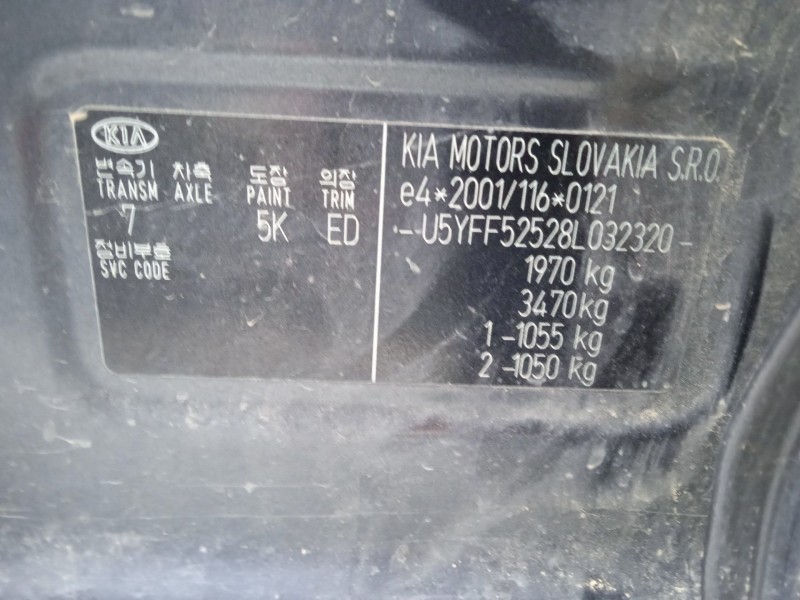 KIA
변속기 차축 도장 의장
TRANSM AXLE PAINT TRIM
7 5K ED
정비부호
SVC CODE
KIA MOTORS SLOVAKIA S.R.O.
e4*2001/116*0121
-U5YFF52528L032320-
1970 kg
3470kg
1 -1055 kg
2 -1050 kg